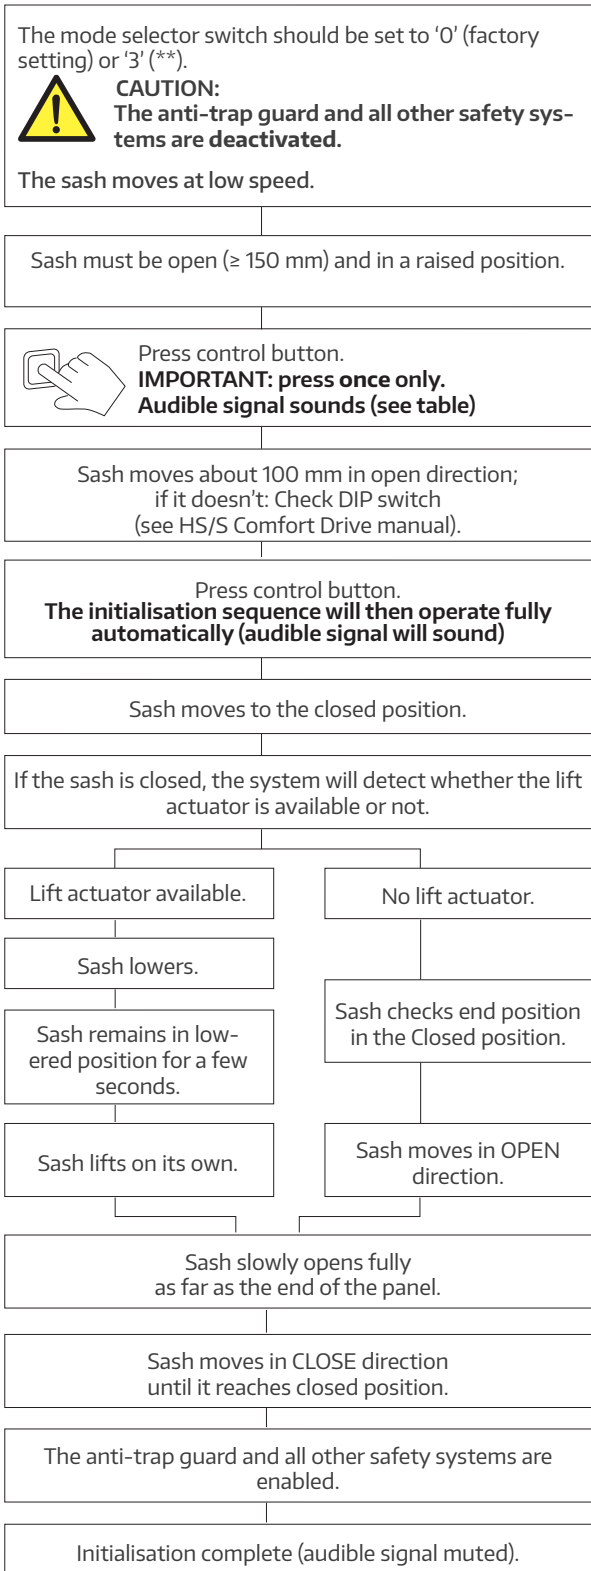 The mode selector switch should be set to ‘0’ (factory
setting) or ‘3’ (**).
CAUTION:
The anti-trap guard and all other safety sys-
tems are deactivated.
The sash moves at low speed.
Sash must be open (≥ 150 mm) and in a raised position.
Press control button.
IMPORTANT: press once only.
Audible signal sounds (see table)
Sash moves about 100 mm in open direction;
if it doesn't: Check DIP switch
(see HS/S Comfort Drive manual).
Press control button.
The initialisation sequence will then operate fully
automatically (audible signal will sound)
Sash moves to the closed position.
If the sash is closed, the system will detect whether the lift
actuator is available or not.
Lift actuator available.
Sash lowers.
Sash remains in low-
ered position for a few
seconds.
Sash lifts on its own.
No lift actuator.
Sash checks end position
in the Closed position.
Sash moves in OPEN
direction.
Sash slowly opens fully
as far as the end of the panel.
Sash moves in CLOSE direction
until it reaches closed position.
The anti-trap guard and all other safety systems are
enabled.
Initialisation complete (audible signal muted).